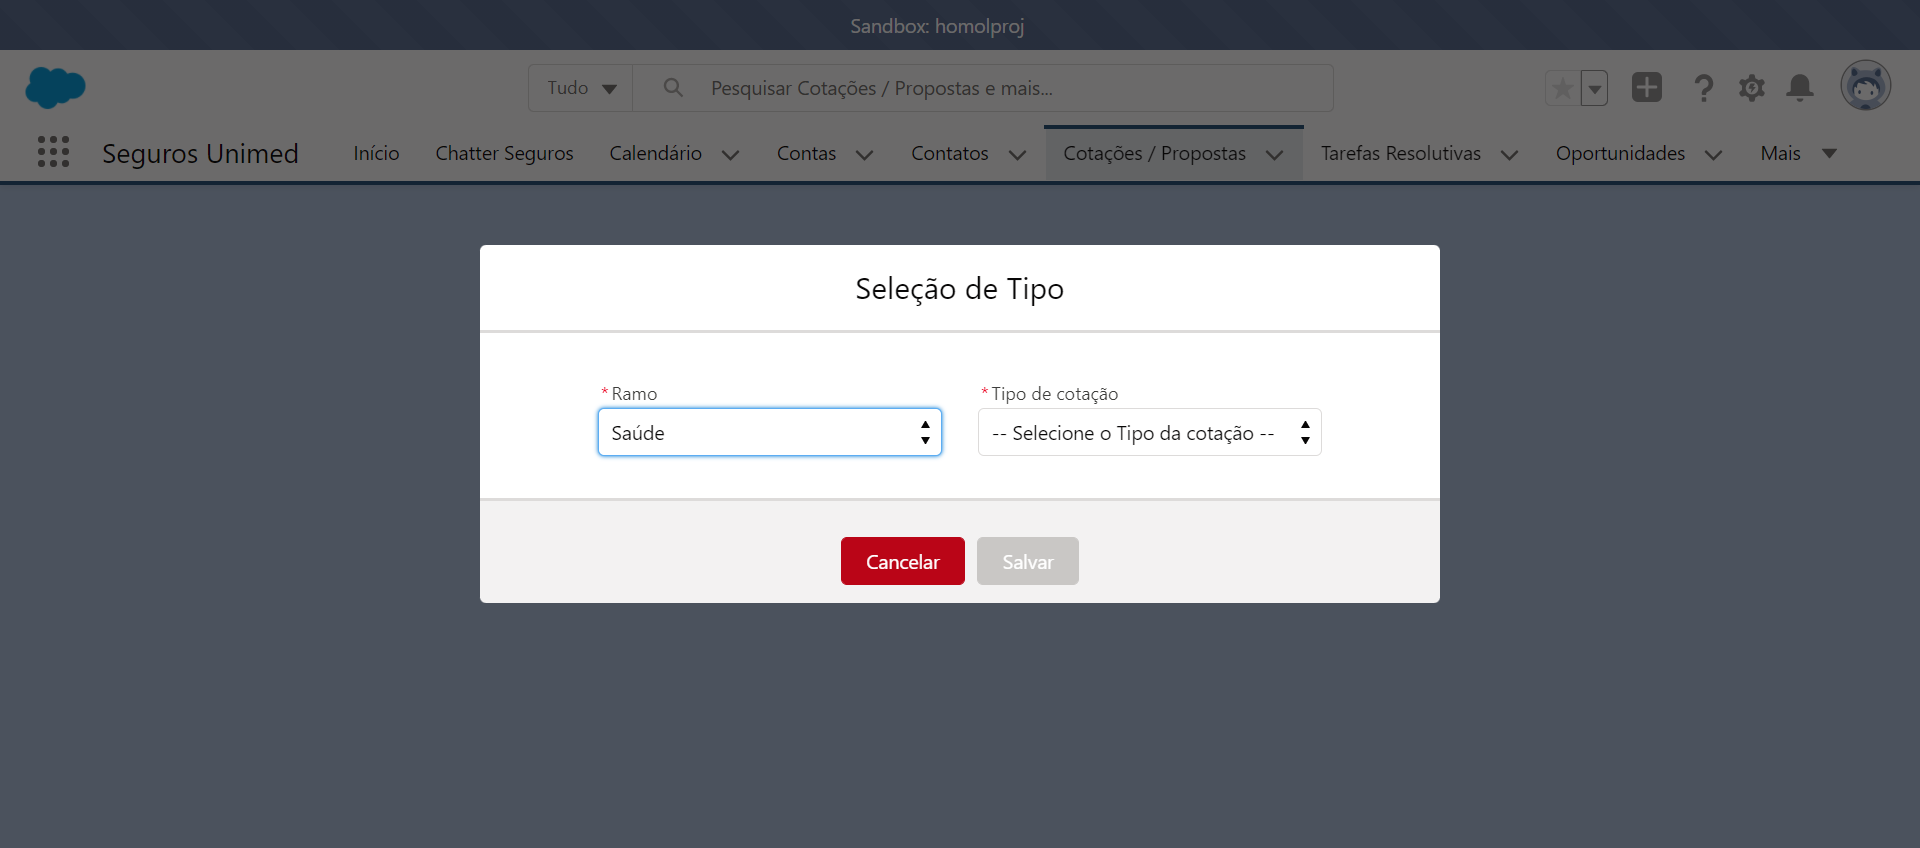 Sandbox: homolproj
Tudo Pesquisar Cotações / Propostas e mais...
Seguros Unimed Início Chatter Seguros Calendário Contas Contatos Cotações / Propostas Tarefas Resolutivas Oportunidades Mais
Seleção de Tipo
*Ramo *Tipo de cotação
Saúde -- Selecione o Tipo da cotação --
Cancelar Salvar